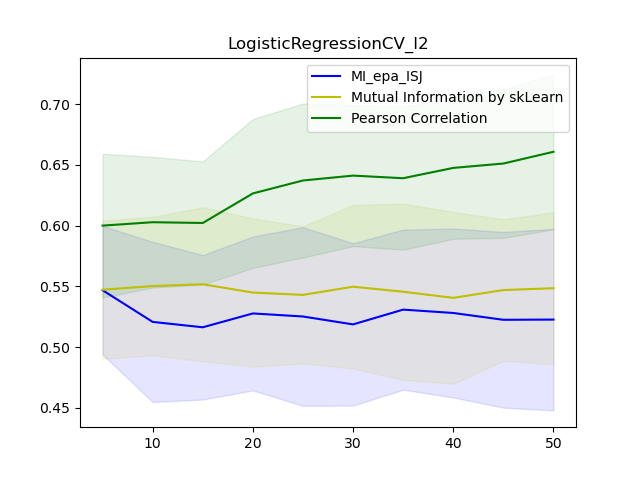 LogisticRegressionCV_l2
MI_epa_ISJ
Mutual Information by skLearn
Pearson Correlation
0.70
0.65
0.60
0.55
0.50
0.45
10 20 30 40 50